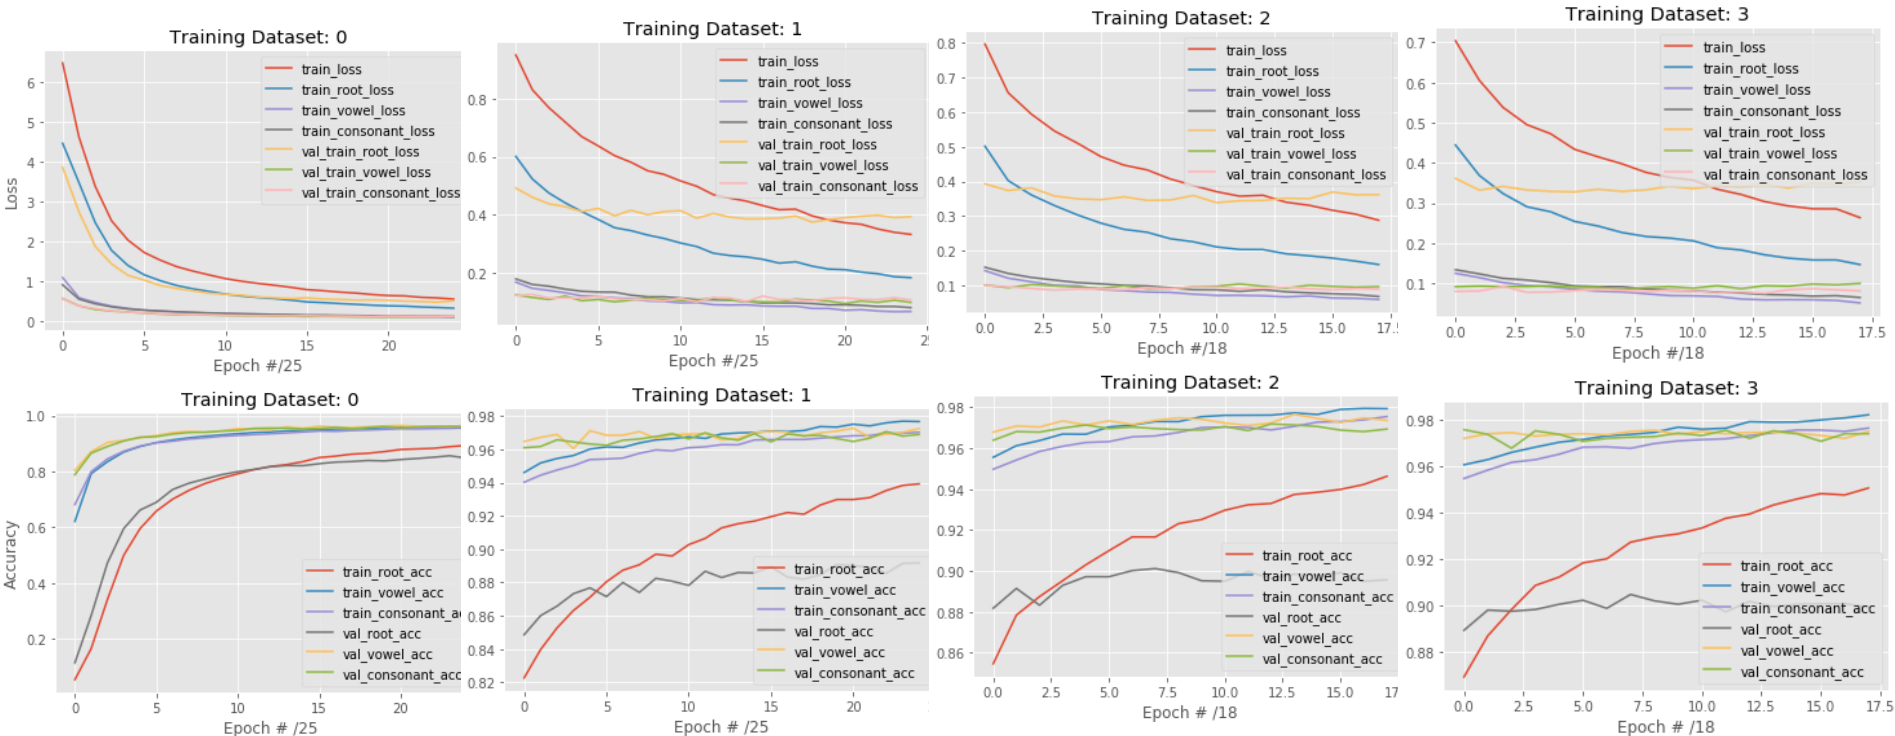 Training Dataset: 0
Loss
6
5
4
3
2
1
0
0
5
10
15
20
Epoch #/25
train_loss
train_root_loss
train_vowel_loss
train_consonant_loss
val_train_root_loss
val_train_vowel_loss
val_train_consonant_loss
Training Dataset: 1
0.8
0.6
0.4
0.2
0
5
10
15
20
25
Epoch #/25
train_loss
train_root_loss
train_vowel_loss
train_consonant_loss
val_train_root_loss
val_train_vowel_loss
val_train_consonant_loss
Training Dataset: 2
0.8
0.7
0.6
0.5
0.4
0.3
0.2
0.1
0.0
2.5
5.0
7.5
10.0
12.5
15.0
17.5
Epoch #/18
train_loss
train_root_loss
train_vowel_loss
train_consonant_loss
val_train_root_loss
val_train_vowel_loss
val_train_consonant_loss
Training Dataset: 3
0.7
0.6
0.5
0.4
0.3
0.2
0.1
0.0
2.5
5.0
7.5
10.0
12.5
15.0
17.5
Epoch #/18
train_loss
train_root_loss
train_vowel_loss
train_consonant_loss
val_train_root_loss
val_train_vowel_loss
val_train_consonant_loss
Training Dataset: 0
Accuracy
1.0
0.8
0.6
0.4
0.2
0
5
10
15
20
Epoch # /25
train_root_acc
train_vowel_acc
train_consonant_ac
val_root_acc
val_vowel_acc
val_consonant_acc
Training Dataset: 1
0.98
0.96
0.94
0.92
0.90
0.88
0.86
0.84
0.82
0
5
10
15
20
Epoch # /25
train_root_acc
train_vowel_acc
train_consonant_acc
val_root_acc
val_vowel_acc
val_consonant_acc
Training Dataset: 2
0.98
0.96
0.94
0.92
0.90
0.88
0.86
0.0
2.5
5.0
7.5
10.0
12.5
15.0
17
Epoch # /18
train_root_acc
train_vowel_acc
train_consonant_acc
val_root_acc
val_vowel_acc
val_consonant_acc
Training Dataset: 3
0.98
0.96
0.94
0.92
0.90
0.88
0.0
2.5
5.0
7.5
10.0
12.5
15.0
17.5
Epoch # /18
train_root_acc
train_vowel_acc
train_consonant_acc
val_root_acc
val_vowel_acc
val_consonant_acc